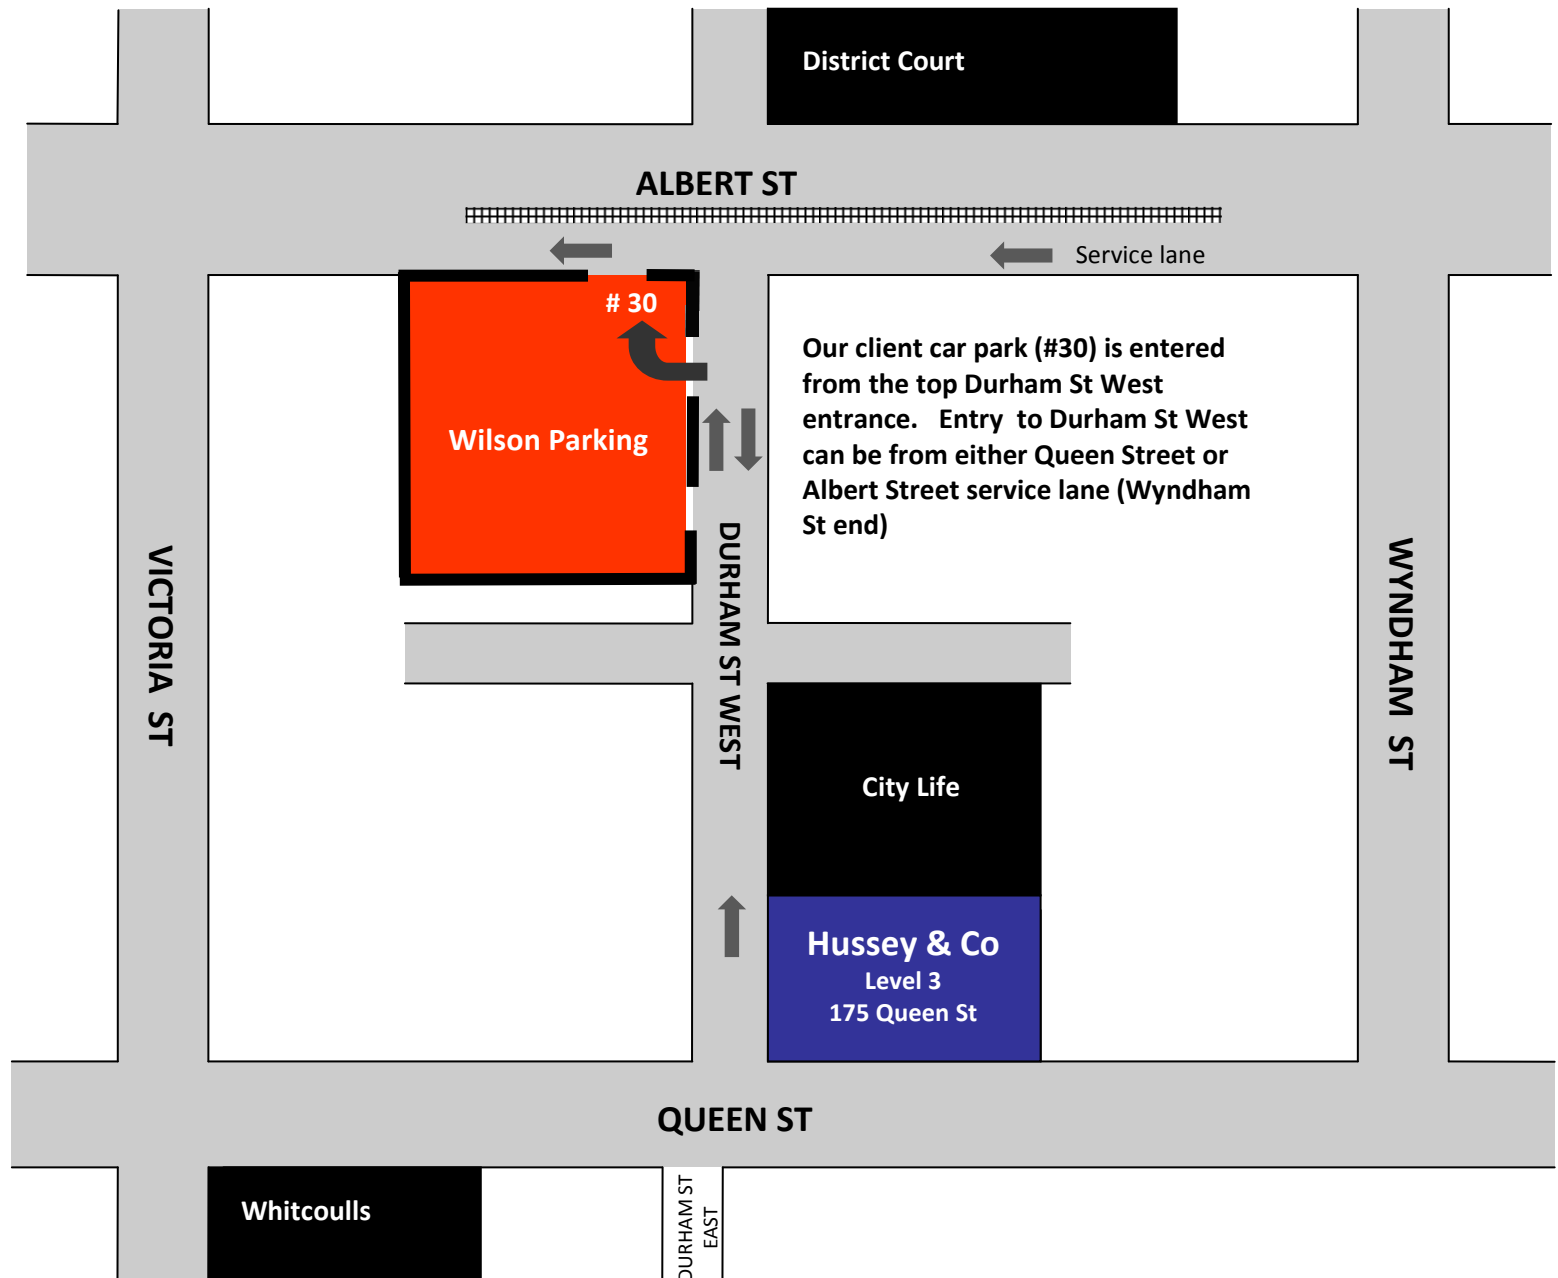 District Court
ALBERT ST
Service lane
# 30
Our client car park (#30) is entered
from the top Durham St West
entrance.   Entry  to Durham St West
can be from either Queen Street or
Albert Street service lane (Wyndham
St end)
Wilson Parking
VICTORIA  ST
DURHAM ST WEST
WYNDHAM  ST
City Life
Hussey & Co
Level 3
175 Queen St
QUEEN ST
Whitcoulls
DURHAM ST
EAST